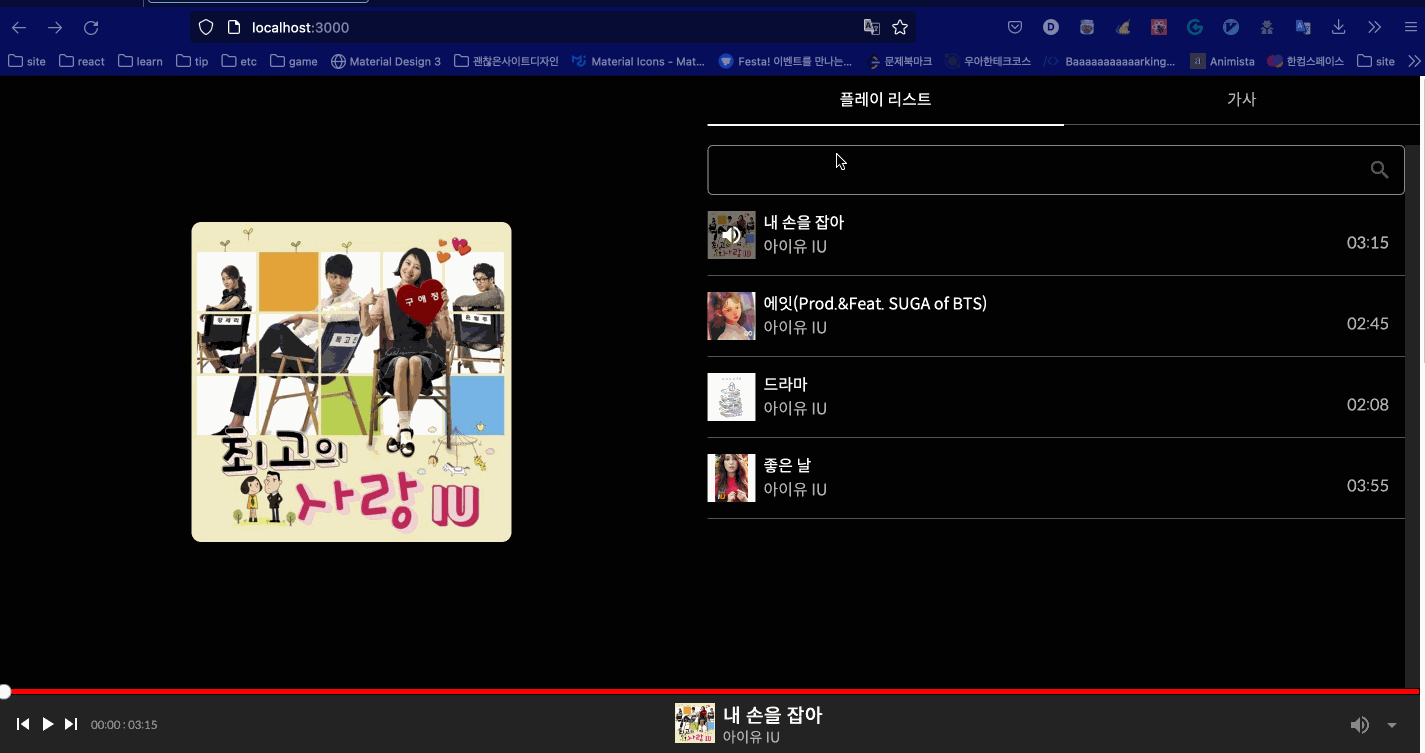 localhost:3000
site
react
learn
tip
etc
game
Material Design 3
괜찮은사이트디자인
Material Icons - Mat...
Festa! 이벤트를 만나는...
문제북마크
우아한테크코스
Baaaaaaaaaaarking...
Animista
한컴스페이스
site
플레이 리스트
가사
내 손을 잡아
아이유 IU
03:15
에잇(Prod.&Feat. SUGA of BTS)
아이유 IU
02:45
드라마
아이유 IU
02:08
좋은 날
아이유 IU
03:55
구애정
독고진
최고의
사랑 IU
00:00 : 03:15
내 손을 잡아
아이유 IU